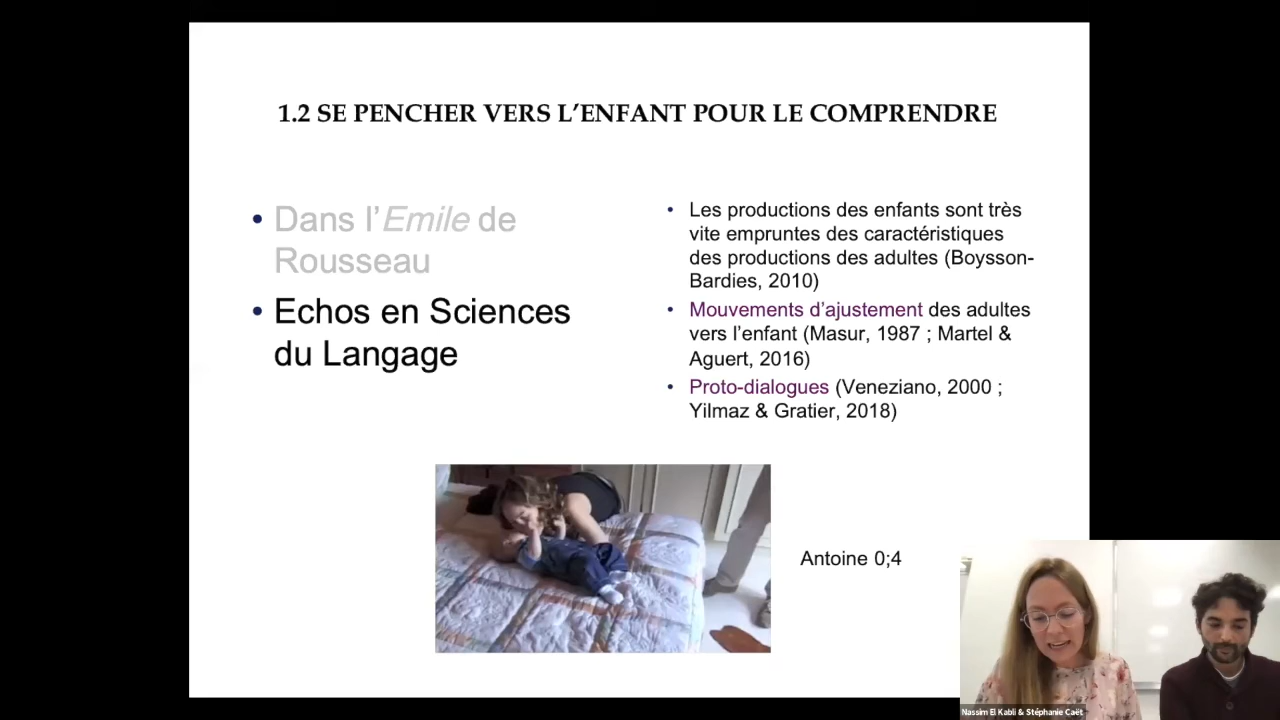 1.2 SE PENCHER VERS L'ENFANT POUR LE COMPRENDRE
• Dans l'Emile de
Rousseau
• Echos en Sciences
du Langage
• Les productions des enfants sont très
vite empruntes des caractéristiques
des productions des adultes (Boysson-
Bardies, 2010)
• Mouvements d'ajustement des adultes
vers l'enfant (Masur, 1987 ; Martel &
Aguert, 2016)
• Proto-dialogues (Veneziano, 2000 ;
Yilmaz & Gratier, 2018)
Antoine 0;4
Nassim El Kabli & Stéphanie Caët